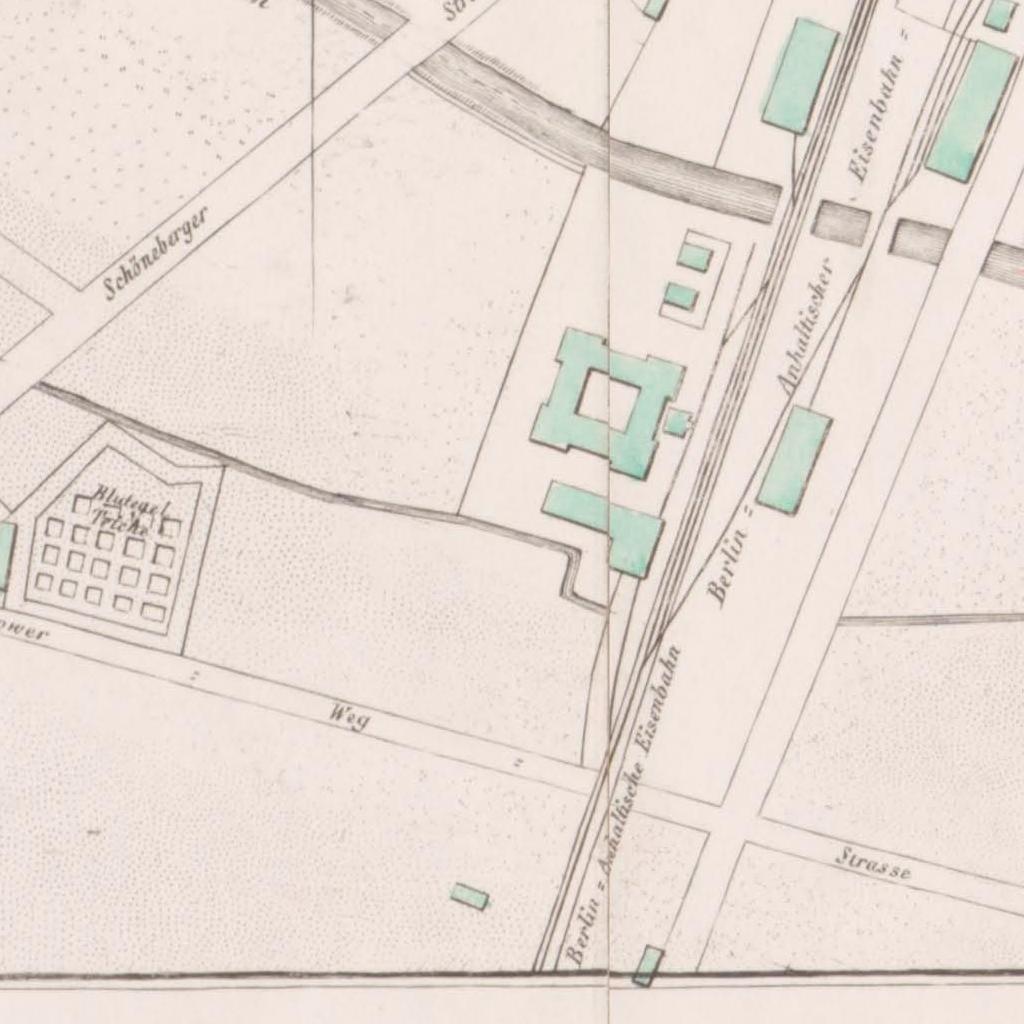 Schöneberger
Eisenbahn =
Anhaltischer
Berlin =
Blutegel
Teiche
ower
=
Weg
=
Berlin = Anhaltische Eisenbahn
Strasse